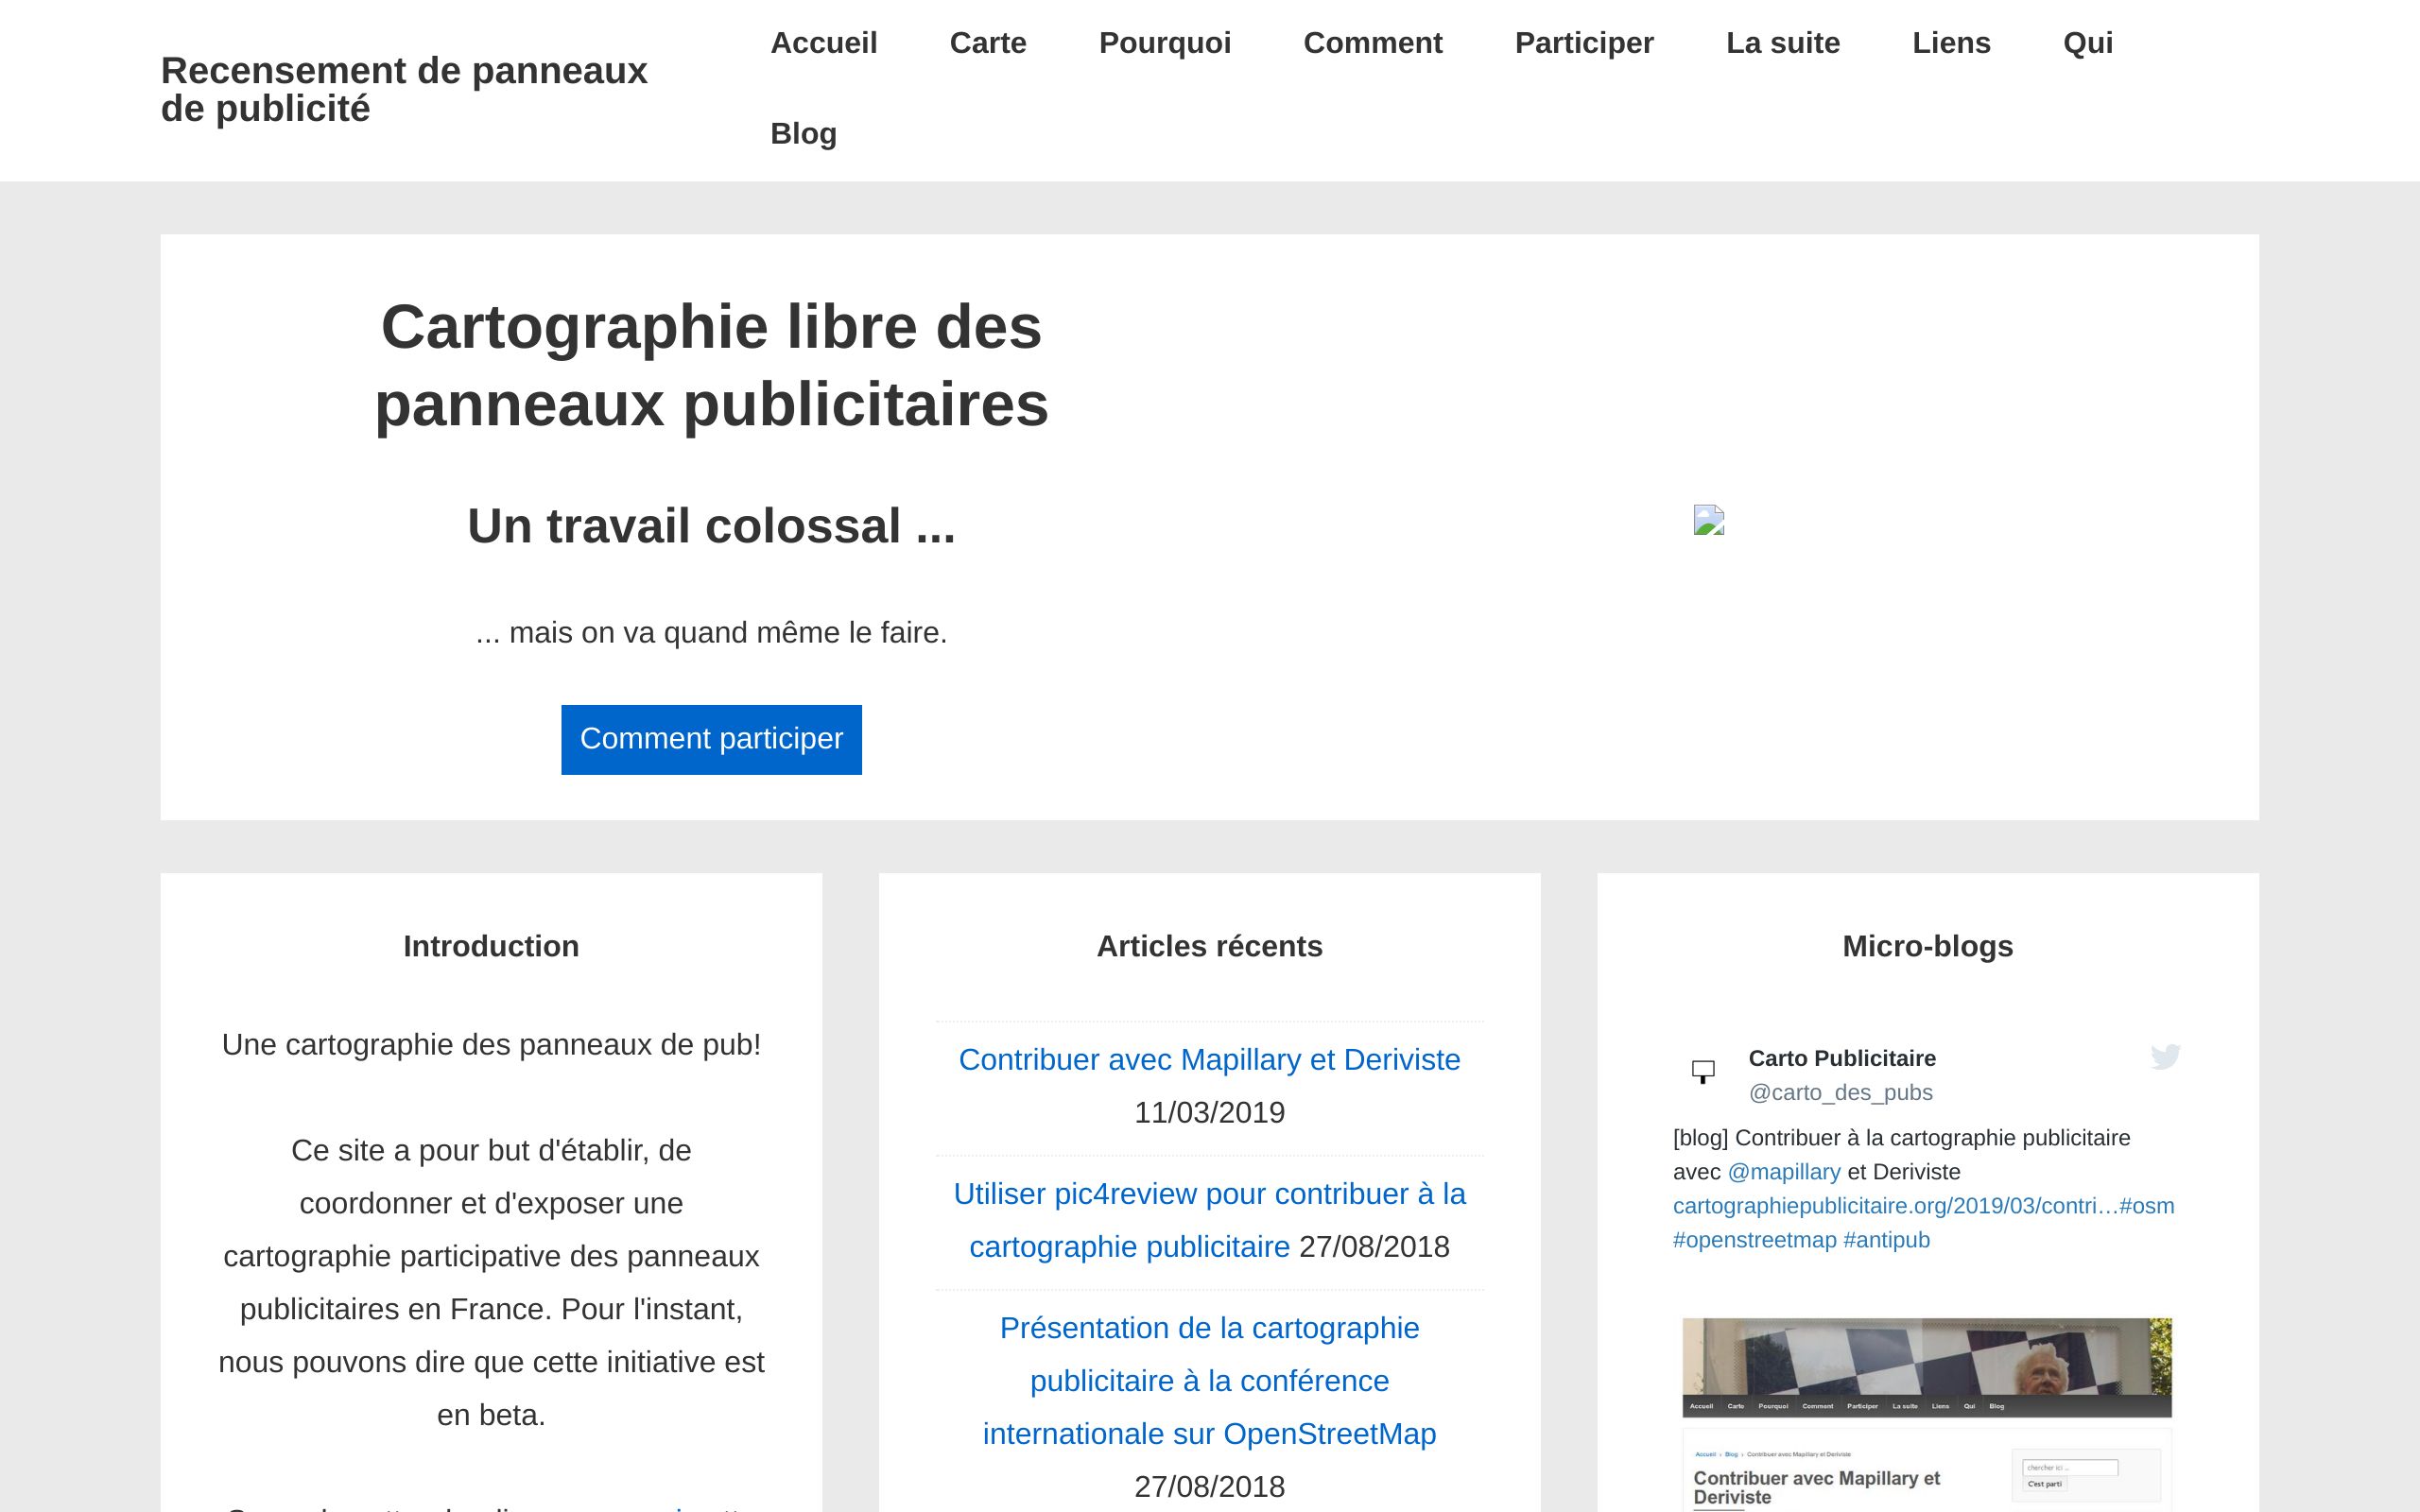 Recensement de panneaux
de publicité
Accueil Carte Pourquoi Comment Participer La suite Liens Qui
Blog
Cartographie libre des
panneaux publicitaires
Un travail colossal ...
... mais on va quand même le faire.
Comment participer
Introduction
Une cartographie des panneaux de pub!
Ce site a pour but d'établir, de
coordonner et d'exposer une
cartographie participative des panneaux
publicitaires en France. Pour l'instant,
nous pouvons dire que cette initiative est
en beta.
Articles récents
Contribuer avec Mapillary et Deriviste
11/03/2019
Utiliser pic4review pour contribuer à la
cartographie publicitaire 27/08/2018
Présentation de la cartographie
publicitaire à la conférence
internationale sur OpenStreetMap
27/08/2018
Micro-blogs
Carto Publicitaire
@carto_des_pubs
[blog] Contribuer à la cartographie publicitaire
avec @mapillary et Deriviste
cartographiepublicitaire.org/2019/03/contri…#osm
#openstreetmap #antipub
Accueil Carte Pourquoi Comment Participer La suite Liens Qui Blog
Accueil › Blog › Contribuer avec Mapillary et Deriviste
chercher ici ...
C'est parti
Contribuer avec Mapillary et
Deriviste